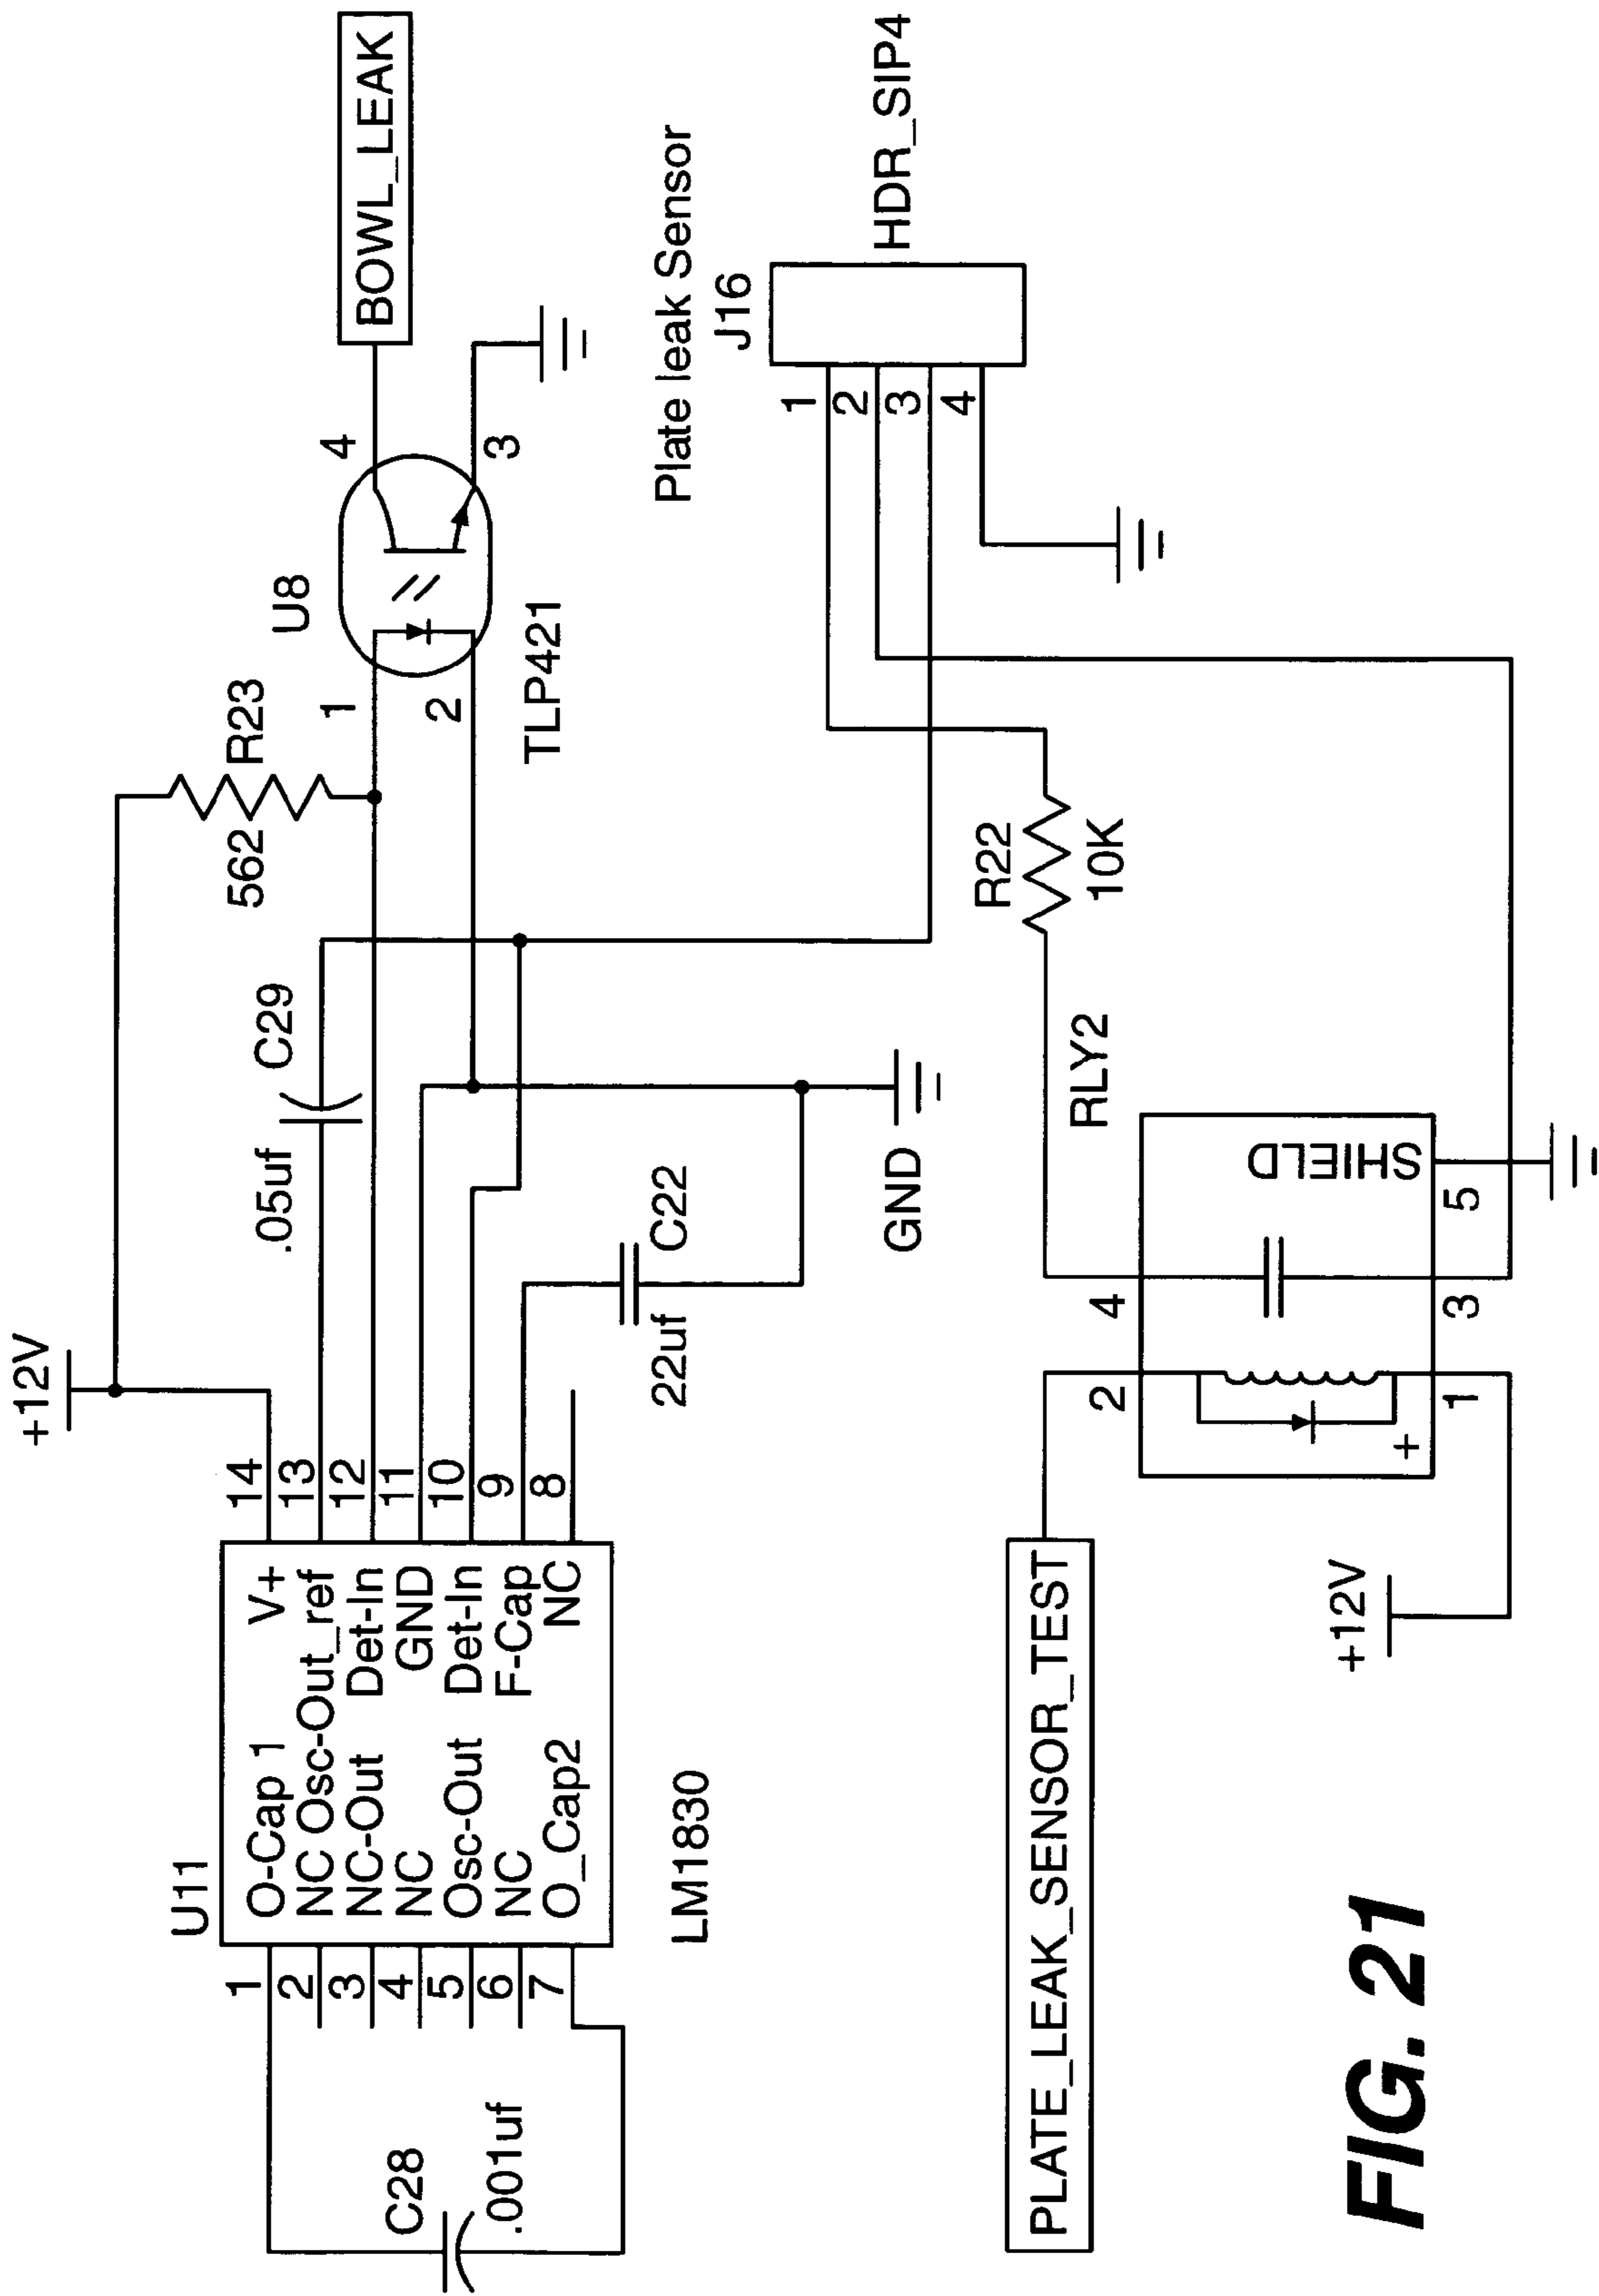 +12V
U11
1
2
3
4
5
6
7
O-Cap 1
NC
NC-Out
NC
Osc-Out
NC
O_Cap2
V+
Osc-Out_ref
Det-In
GND
Det-In
F-Cap
NC
14
13
12
11
10
9
8
LM1830
C28
.001uf
.05uf
C29
562
R23
U8
1
2
4
3
TLP421
BOWL_LEAK
22uf
C22
GND
Plate leak Sensor
J16
1
2
3
4
HDR_SIP4
R22
10K
RLY2
PLATE_LEAK_SENSOR_TEST
2
4
SHIELD
+
1
3
5
+12V
FIG. 21